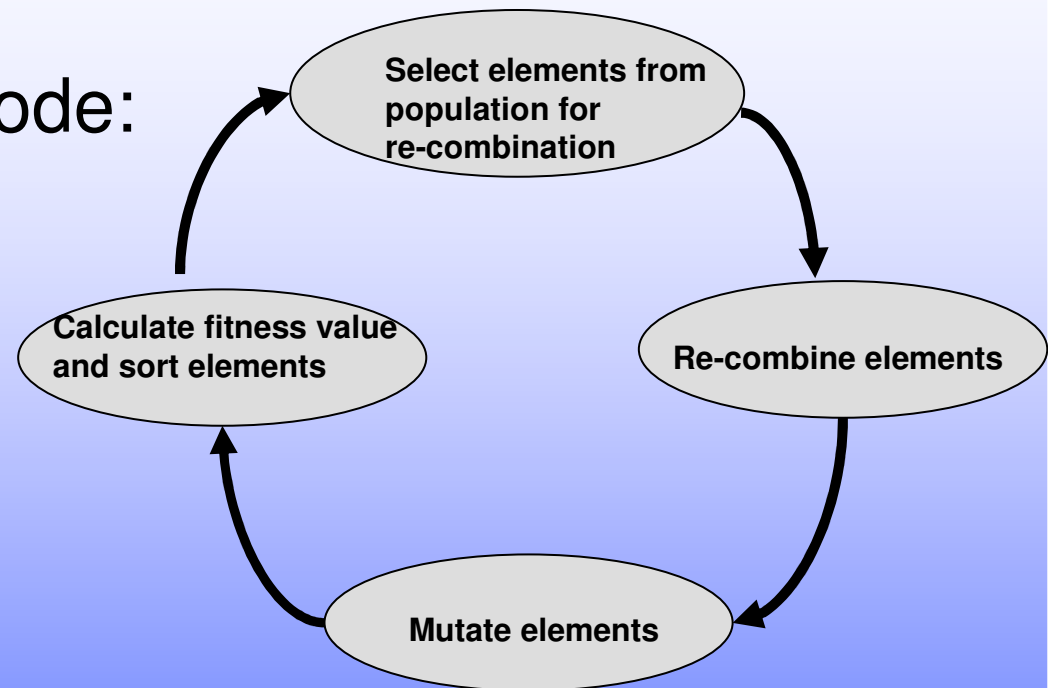 ode:
Select elements from
population for
re-combination
Calculate fitness value
and sort elements
Re-combine elements
Mutate elements